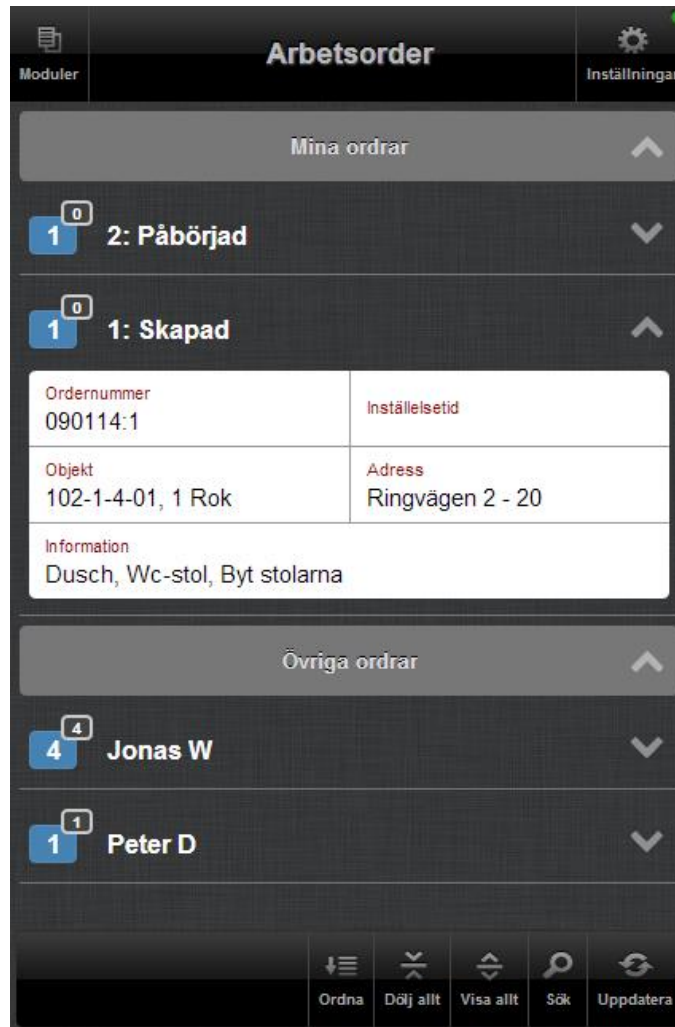 Moduler
Arbetsorder
Inställningar
Mina ordrar
1 0 2: Påbörjad
1 0 1: Skapad
Ordernummer
090114:1
Inställelsetid
Objekt
102-1-4-01, 1 Rok
Adress
Ringvägen 2 - 20
Information
Dusch, Wc-stol, Byt stolarna
Övriga ordrar
4 4 Jonas W
1 1 Peter D
Ordna Dölj allt Visa allt Sök Uppdatera